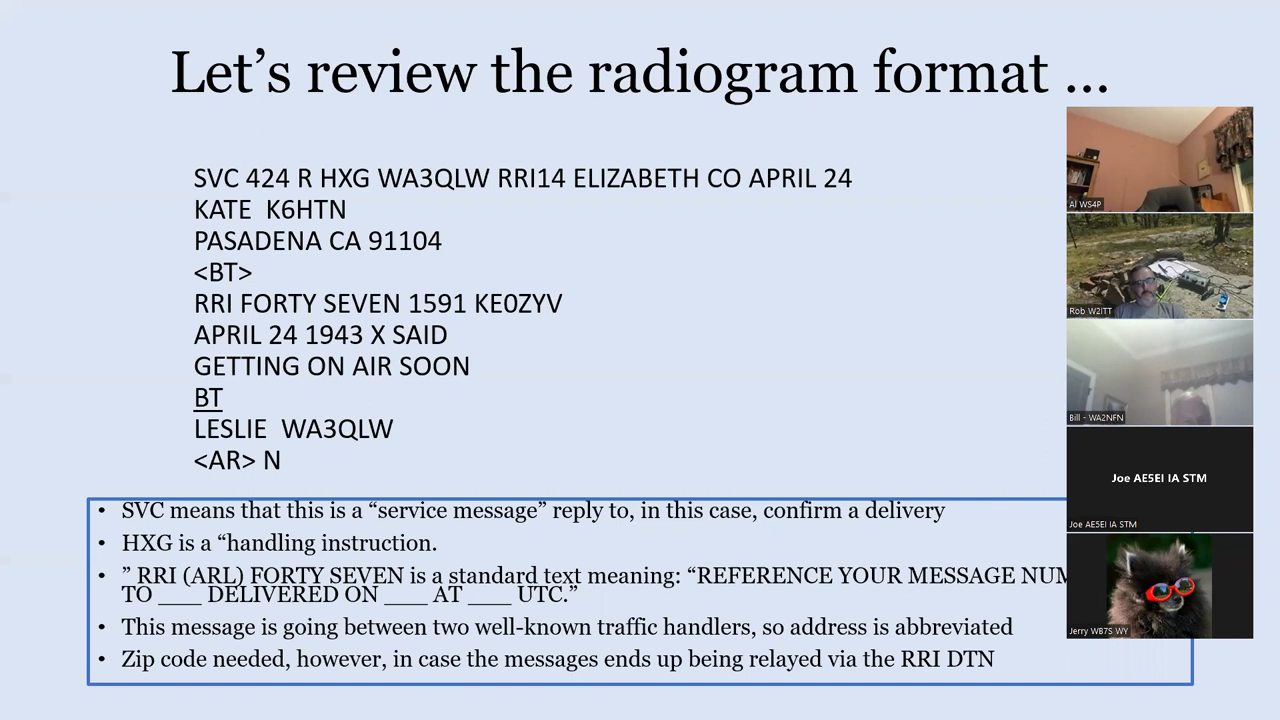 Let’s review the radiogram format ...
SVC 424 R HXG WA3QLW RRI14 ELIZABETH CO APRIL 24
KATE  K6HTN
PASADENA CA 91104
<BT>
RRI FORTY SEVEN 1591 KE0ZYV
APRIL 24 1943 X SAID
GETTING ON AIR SOON
BT
LESLIE  WA3QLW
<AR> N
• SVC means that this is a “service message” reply to, in this case, confirm a delivery
• HXG is a “handling instruction.
• ” RRI (ARL) FORTY SEVEN is a standard text meaning: “REFERENCE YOUR MESSAGE
TO ___ DELIVERED ON ___ AT ___ UTC.”
• This message is going between two well-known traffic handlers, so address is abbreviated
• Zip code needed, however, in case the messages ends up being relayed via the RRI DTN
Al WS4P
Rob W2ITT
Bill - WA2NFN
Joe AE5EI IA STM
Joe AE5EI IA STM
Jerry WB7S WY